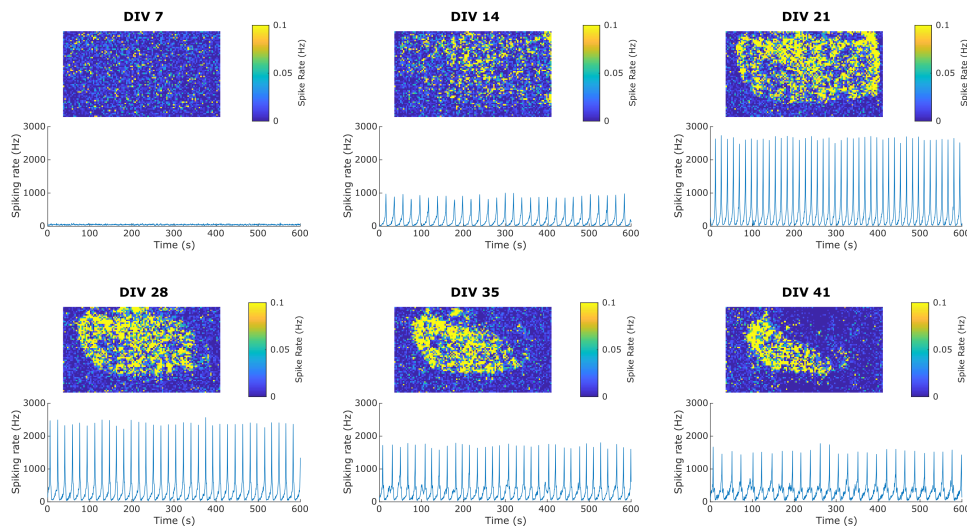 DIV 7
0.1
0.05
0
Spike Rate (Hz)
3000
2000
1000
0
Spiking rate (Hz)
0 100 200 300 400 500 600
Time (s)
DIV 14
0.1
0.05
0
Spike Rate (Hz)
3000
2000
1000
0
Spiking rate (Hz)
0 100 200 300 400 500 600
Time (s)
DIV 21
0.1
0.05
0
Spike Rate (Hz)
3000
2000
1000
0
Spiking rate (Hz)
0 100 200 300 400 500 600
Time (s)
DIV 28
0.1
0.05
0
Spike Rate (Hz)
3000
2000
1000
0
Spiking rate (Hz)
0 100 200 300 400 500 600
Time (s)
DIV 35
0.1
0.05
0
Spike Rate (Hz)
3000
2000
1000
0
Spiking rate (Hz)
0 100 200 300 400 500 600
Time (s)
DIV 41
0.1
0.05
0
Spike Rate (Hz)
3000
2000
1000
0
Spiking rate (Hz)
0 100 200 300 400 500 600
Time (s)